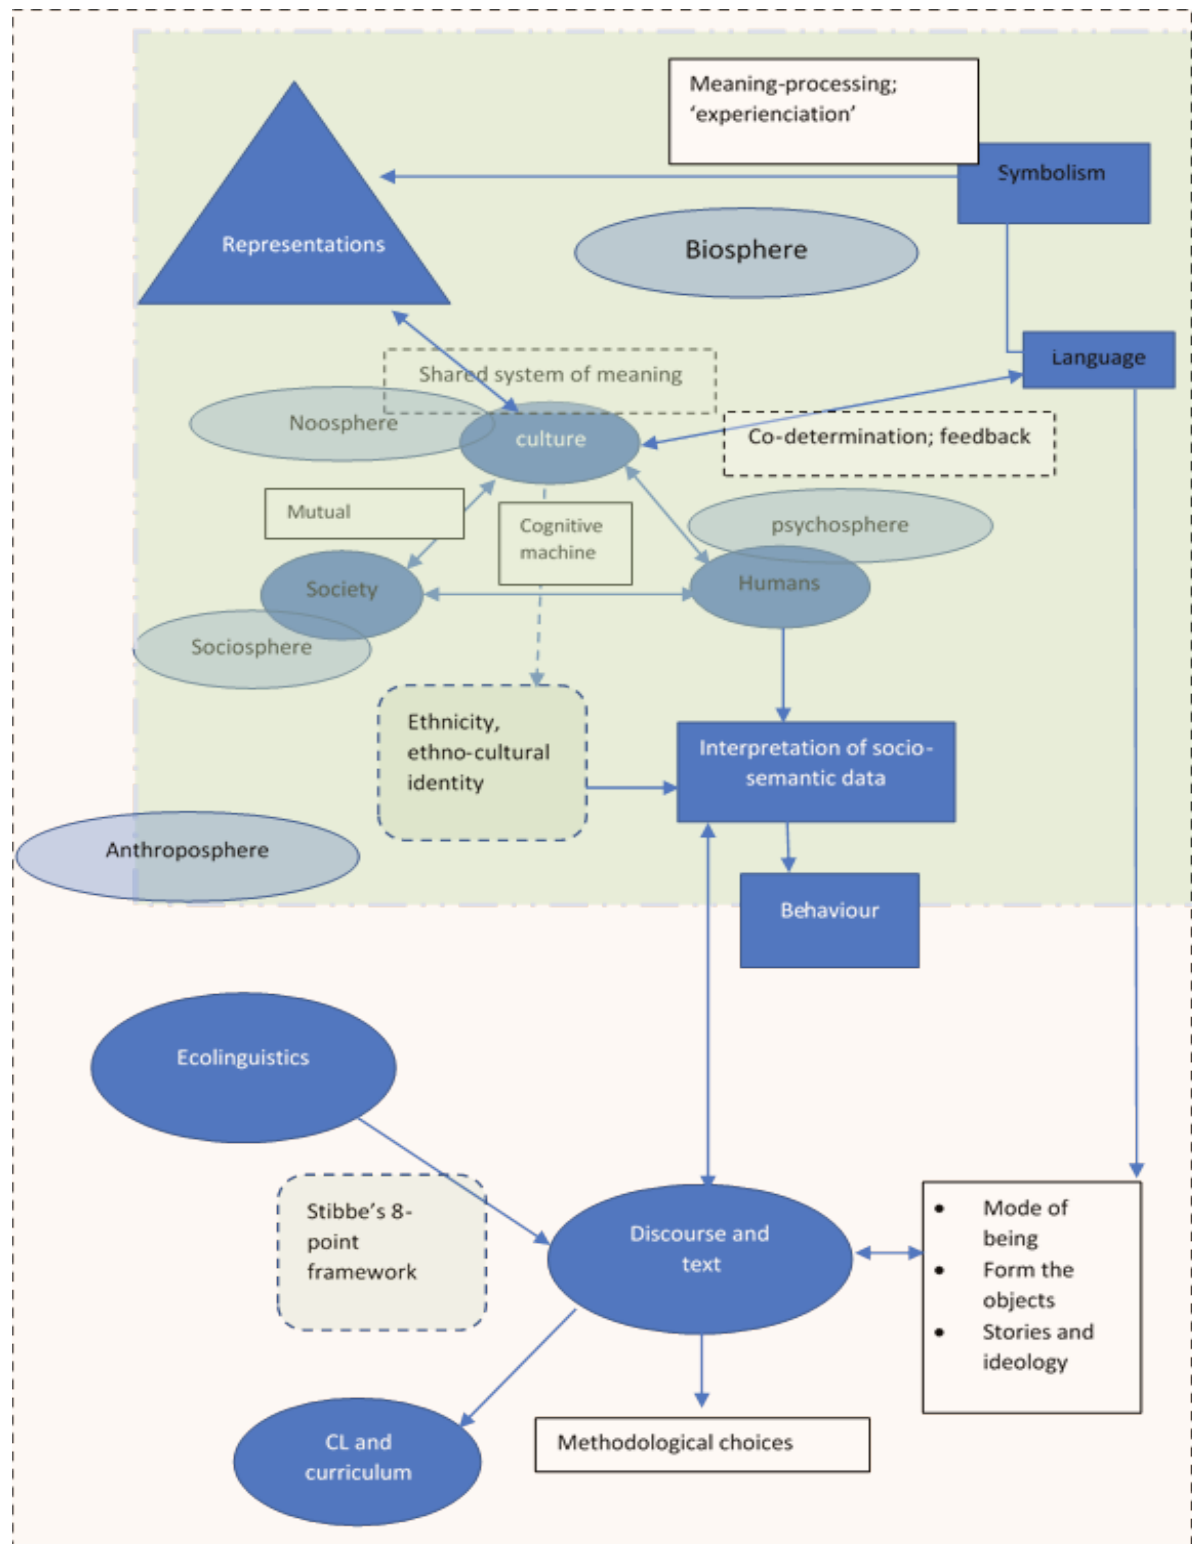 Meaning-processing;
‘experienciation’
Symbolism
Representations
Biosphere
Language
Shared system of meaning
Noosphere
culture
Co-determination; feedback
Mutual
Cognitive
machine
psychosphere
Society
Humans
Sociosphere
Ethnicity,
ethno-cultural
identity
Interpretation of socio-
semantic data
Anthroposphere
Behaviour
Ecolinguistics
Stibbe’s 8-
point
framework
Discourse and
text
• Mode of
being
• Form the
objects
• Stories and
ideology
CL and
curriculum
Methodological choices